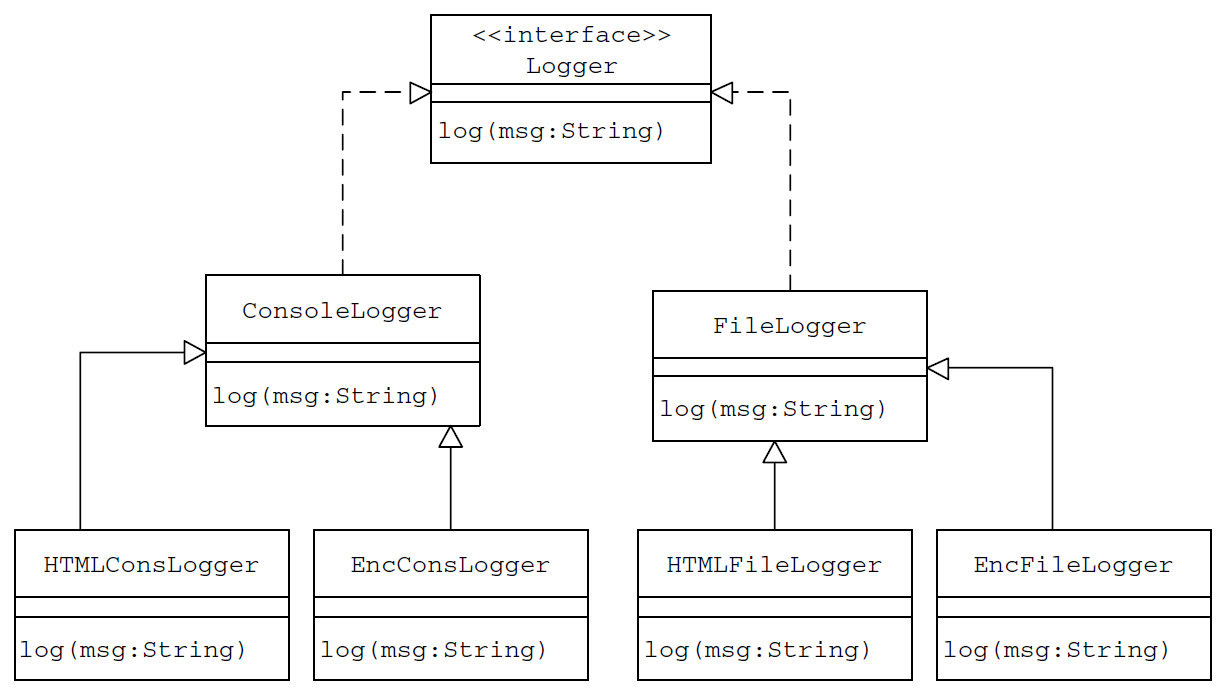 <<interface>>
Logger
log(msg:String)
ConsoleLogger
log(msg:String)
FileLogger
log(msg:String)
HTMLConsLogger
log(msg:String)
EncConsLogger
log(msg:String)
HTMLFileLogger
log(msg:String)
EncFileLogger
log(msg:String)